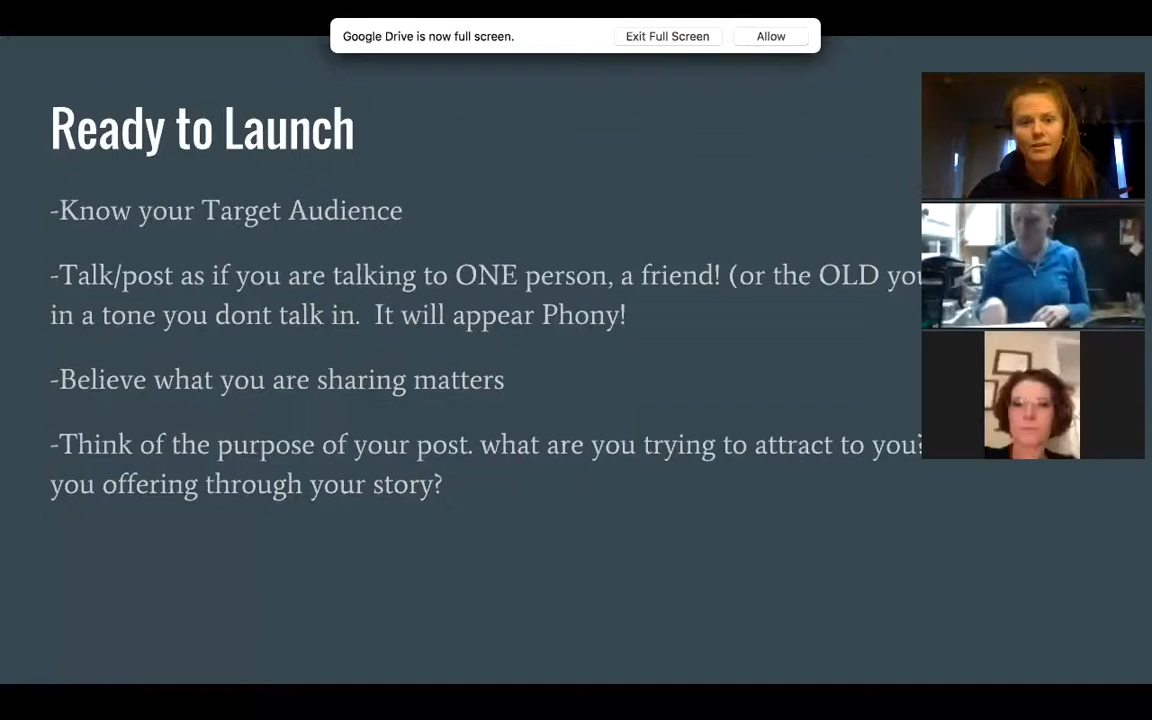 Google Drive is now full screen.
Exit Full Screen
Allow
Ready to Launch
-Know your Target Audience
-Talk/post as if you are talking to ONE person, a friend! (or the OLD
in a tone you dont talk in.  It will appear Phony!
-Believe what you are sharing matters
-Think of the purpose of your post. what are you trying to attract to you?
you offering through your story?